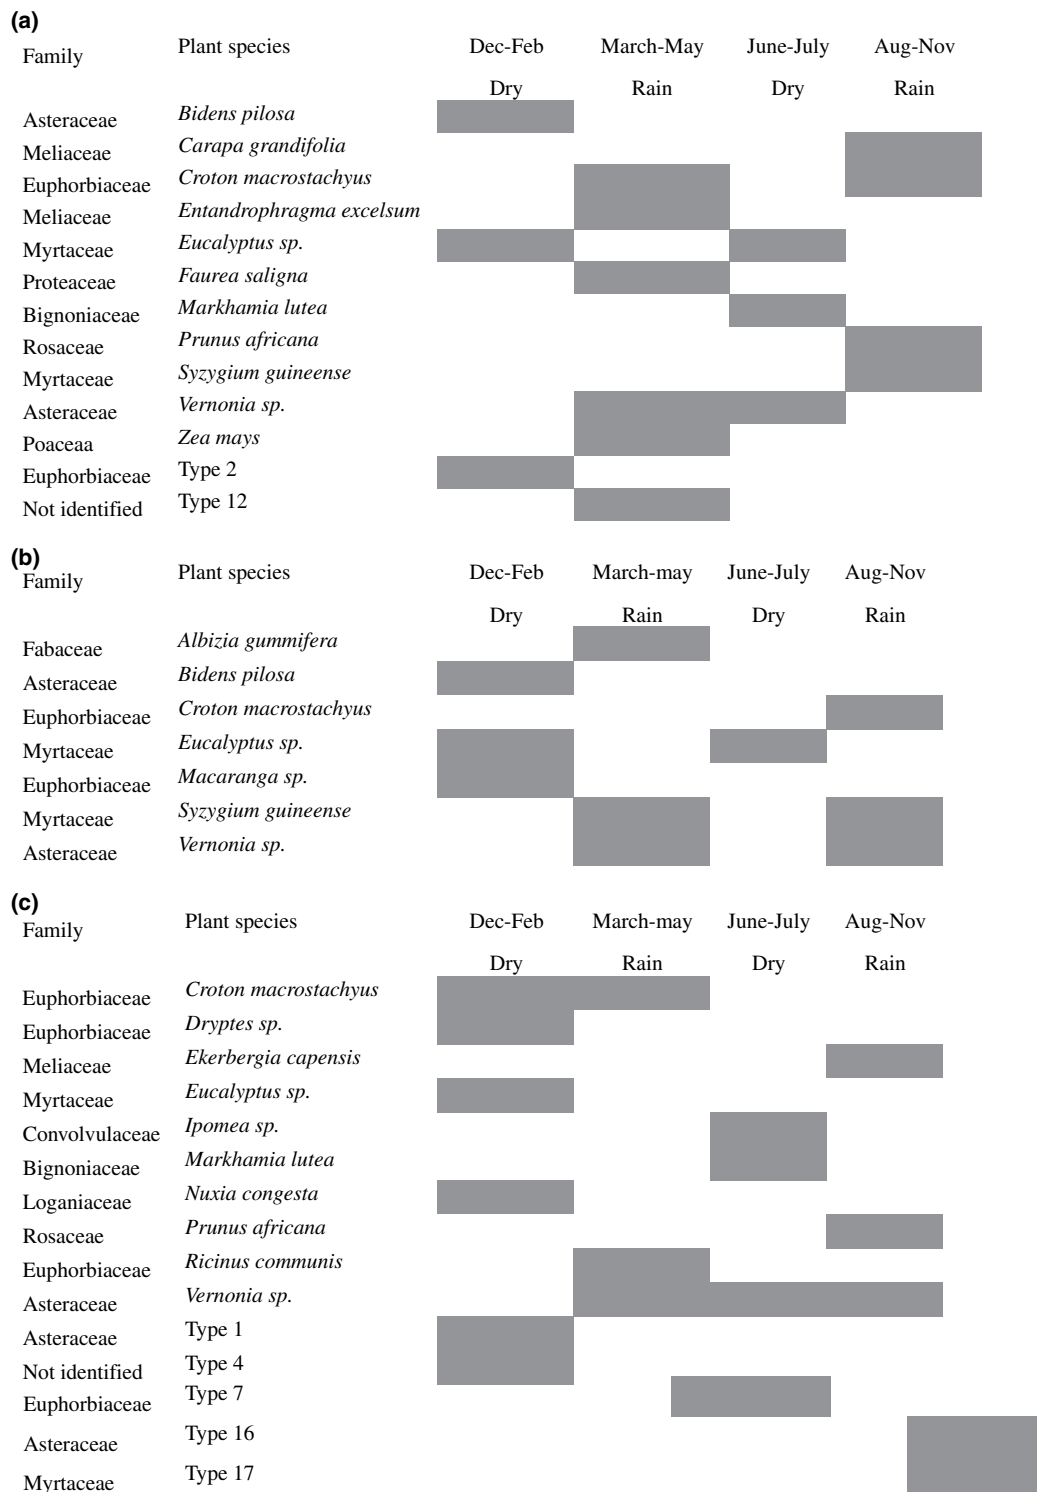 (a)
Family Plant species Dec-Feb March-May June-July Aug-Nov
Dry Rain Dry Rain
Asteraceae Bidens pilosa
Meliaceae Carapa grandifolia
Euphorbiaceae Croton macrostachyus
Meliaceae Entandrophragma excelsum
Myrtaceae Eucalyptus sp.
Proteaceae Faurea saligna
Bignoniaceae Markhamia lutea
Rosaceae Prunus africana
Myrtaceae Syzygium guineense
Asteraceae Vernonia sp.
Poaceaa Zea mays
Euphorbiaceae Type 2
Not identified Type 12
(b)
Family Plant species Dec-Feb March-may June-July Aug-Nov
Dry Rain Dry Rain
Fabaceae Albizia gummifera
Asteraceae Bidens pilosa
Euphorbiaceae Croton macrostachyus
Myrtaceae Eucalyptus sp.
Euphorbiaceae Macaranga sp.
Myrtaceae Syzygium guineense
Asteraceae Vernonia sp.
(c)
Family Plant species Dec-Feb March-may June-July Aug-Nov
Dry Rain Dry Rain
Euphorbiaceae Croton macrostachyus
Euphorbiaceae Dryptes sp.
Meliaceae Ekerbergia capensis
Myrtaceae Eucalyptus sp.
Convolvulaceae Ipomea sp.
Bignoniaceae Markhamia lutea
Loganiaceae Nuxia congesta
Rosaceae Prunus africana
Euphorbiaceae Ricinus communis
Asteraceae Vernonia sp.
Asteraceae Type 1
Not identified Type 4
Euphorbiaceae Type 7
Asteraceae Type 16
Myrtaceae Type 17